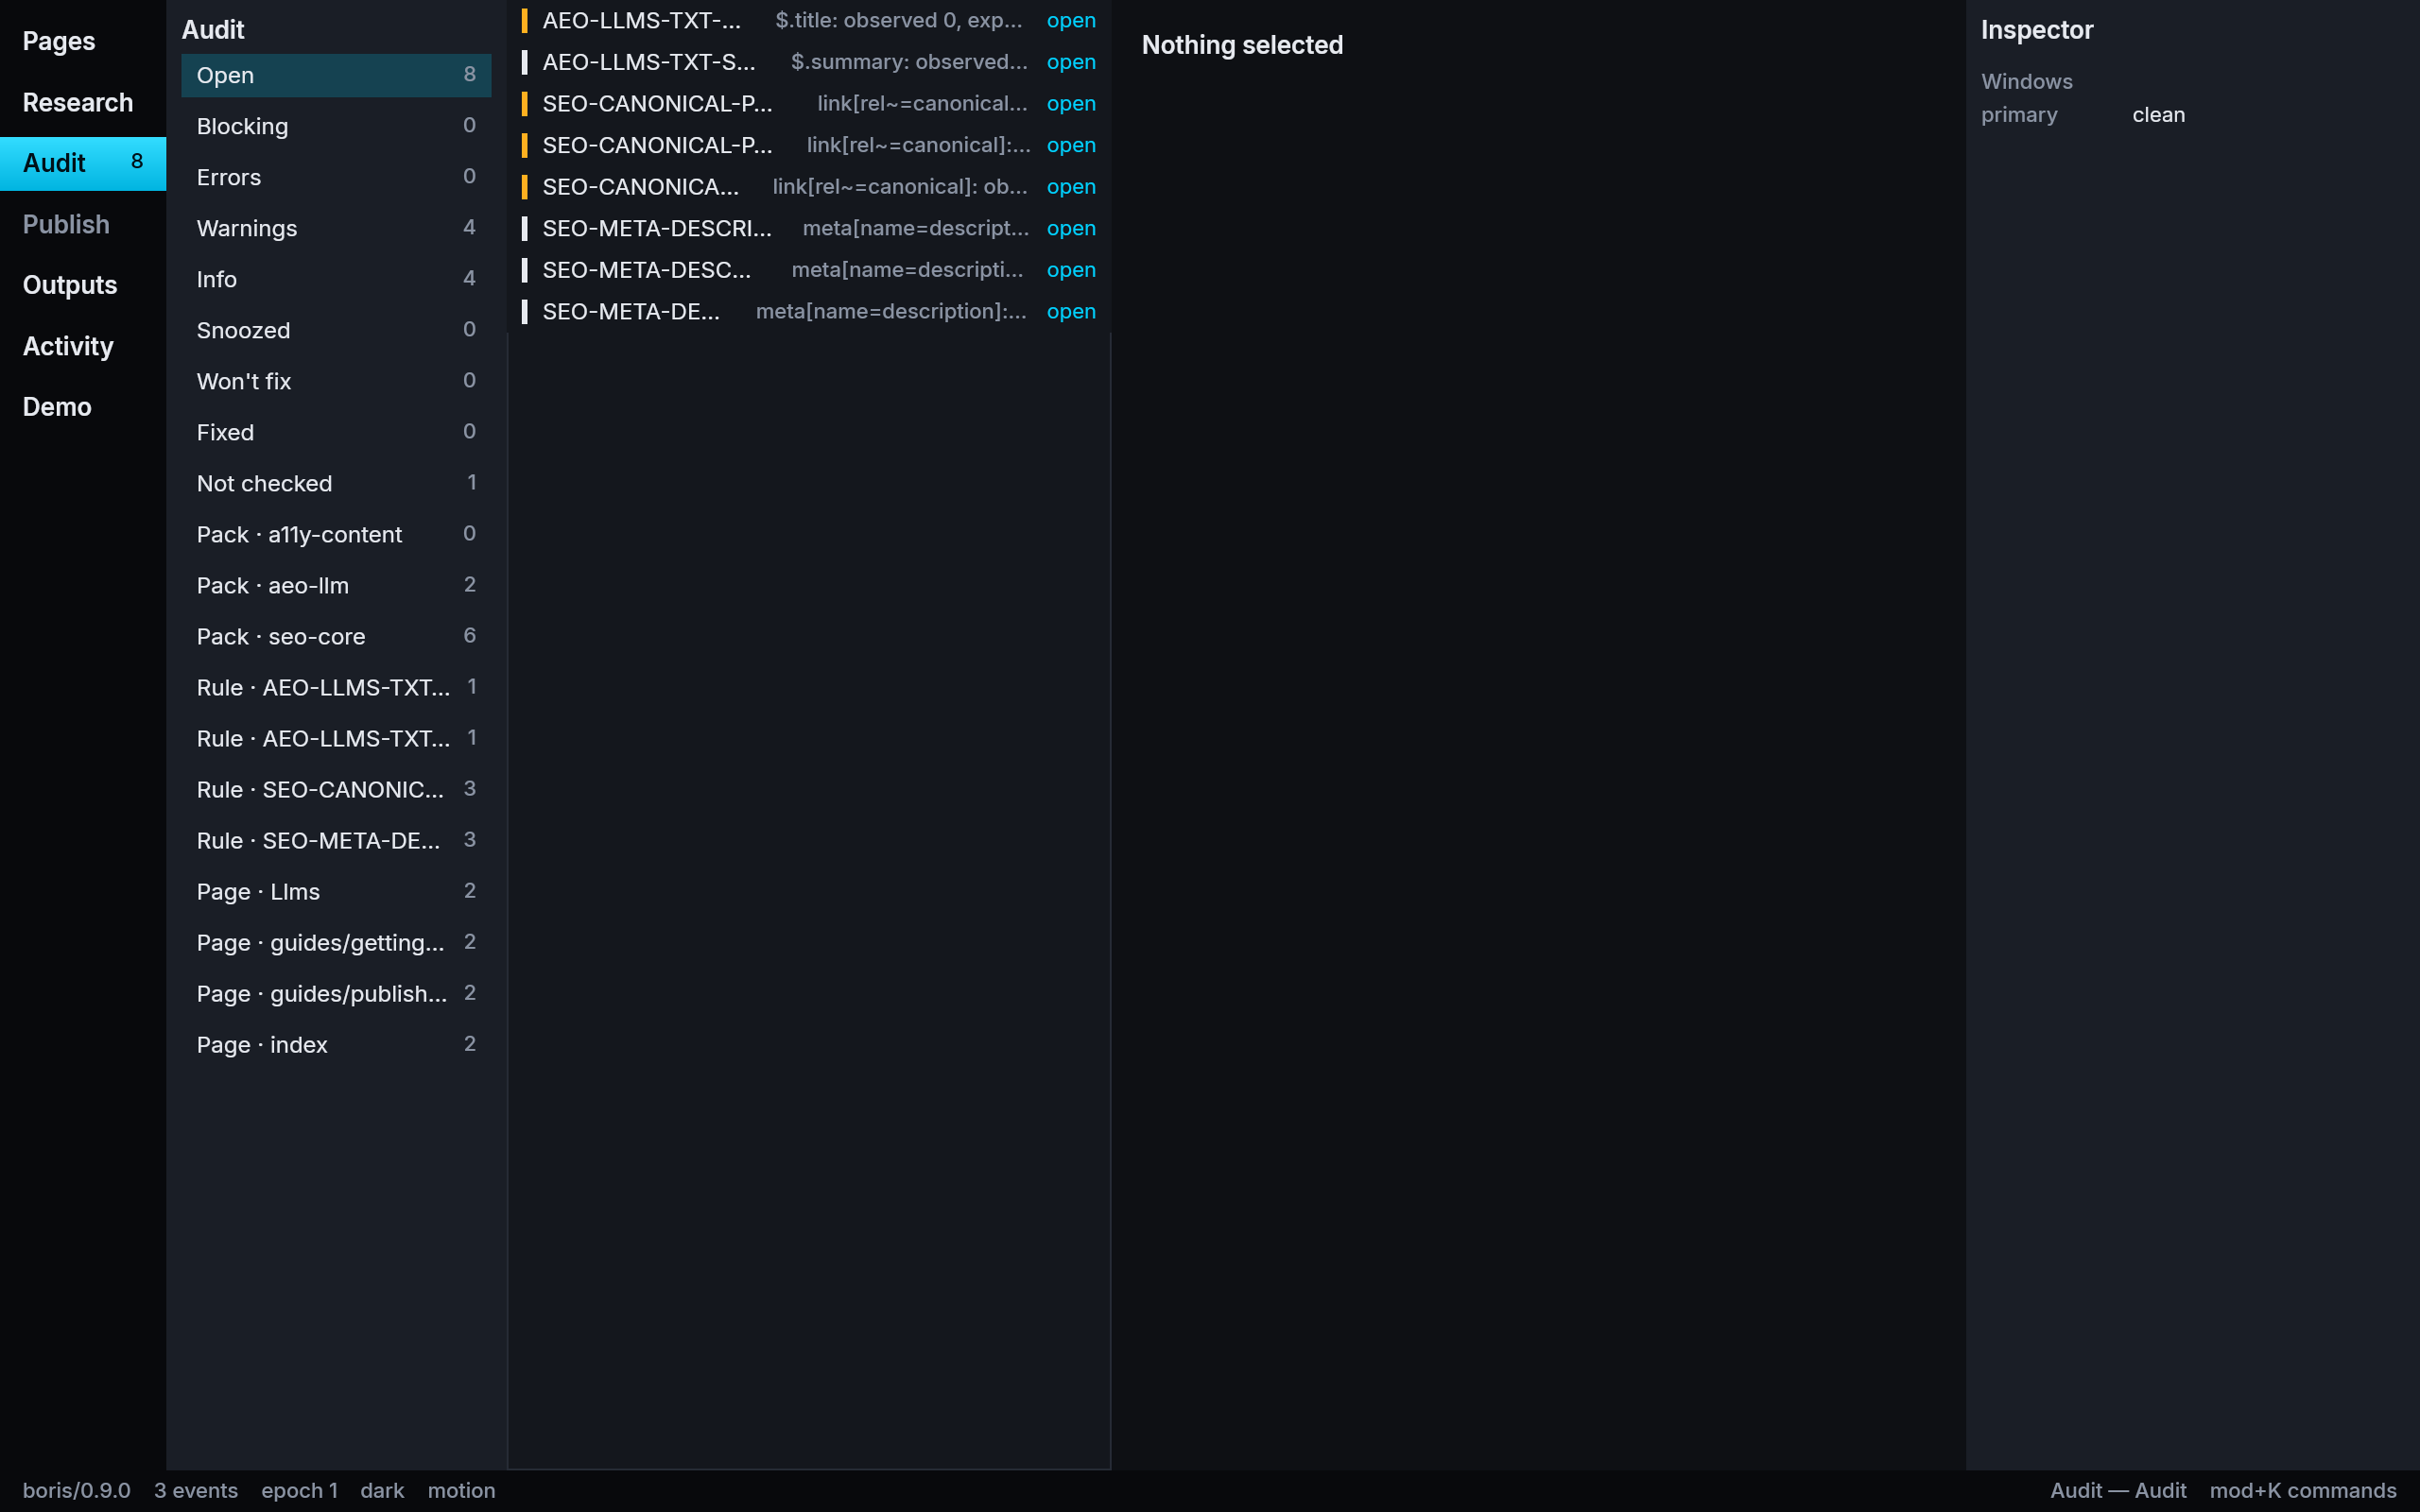 Pages
Research
Audit 8
Publish
Outputs
Activity
Demo
Audit
Open 8
Blocking 0
Errors 0
Warnings 4
Info 4
Snoozed 0
Won't fix 0
Fixed 0
Not checked 1
Pack · a11y-content 0
Pack · aeo-llm 2
Pack · seo-core 6
Rule · AEO-LLMS-TXT... 1
Rule · AEO-LLMS-TXT... 1
Rule · SEO-CANONIC... 3
Rule · SEO-META-DE... 3
Page · Llms 2
Page · guides/getting... 2
Page · guides/publish... 2
Page · index 2
AEO-LLMS-TXT-... $.title: observed 0, exp... open
AEO-LLMS-TXT-S... $.summary: observed... open
SEO-CANONICAL-P... link[rel~=canonical... open
SEO-CANONICAL-P... link[rel~=canonical]:... open
SEO-CANONICA... link[rel~=canonical]: ob... open
SEO-META-DESCRI... meta[name=descript... open
SEO-META-DESC... meta[name=descripti... open
SEO-META-DE... meta[name=description]:... open
Nothing selected
Inspector
Windows
primary clean
boris/0.9.0 3 events epoch 1 dark motion
Audit — Audit mod+K commands